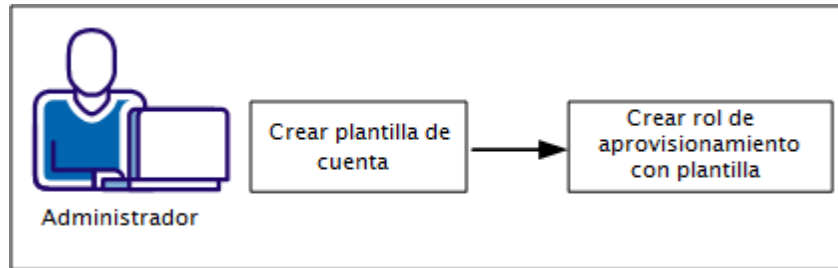 Administrador
Crear plantilla de
cuenta
Crear rol de
aprovisionamiento
con plantilla